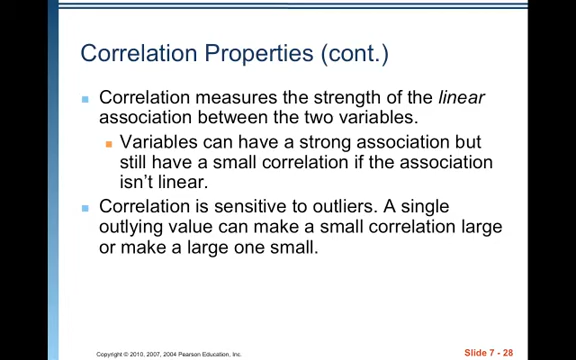 Correlation Properties (cont.)
Correlation measures the strength of the linear
association between the two variables.
Variables can have a strong association but
still have a small correlation if the association
isn't linear.
Correlation is sensitive to outliers. A single
outlying value can make a small correlation large
or make a large one small.
Copyright © 2010, 2007, 2004 Pearson Education, Inc.
Slide 7 - 28